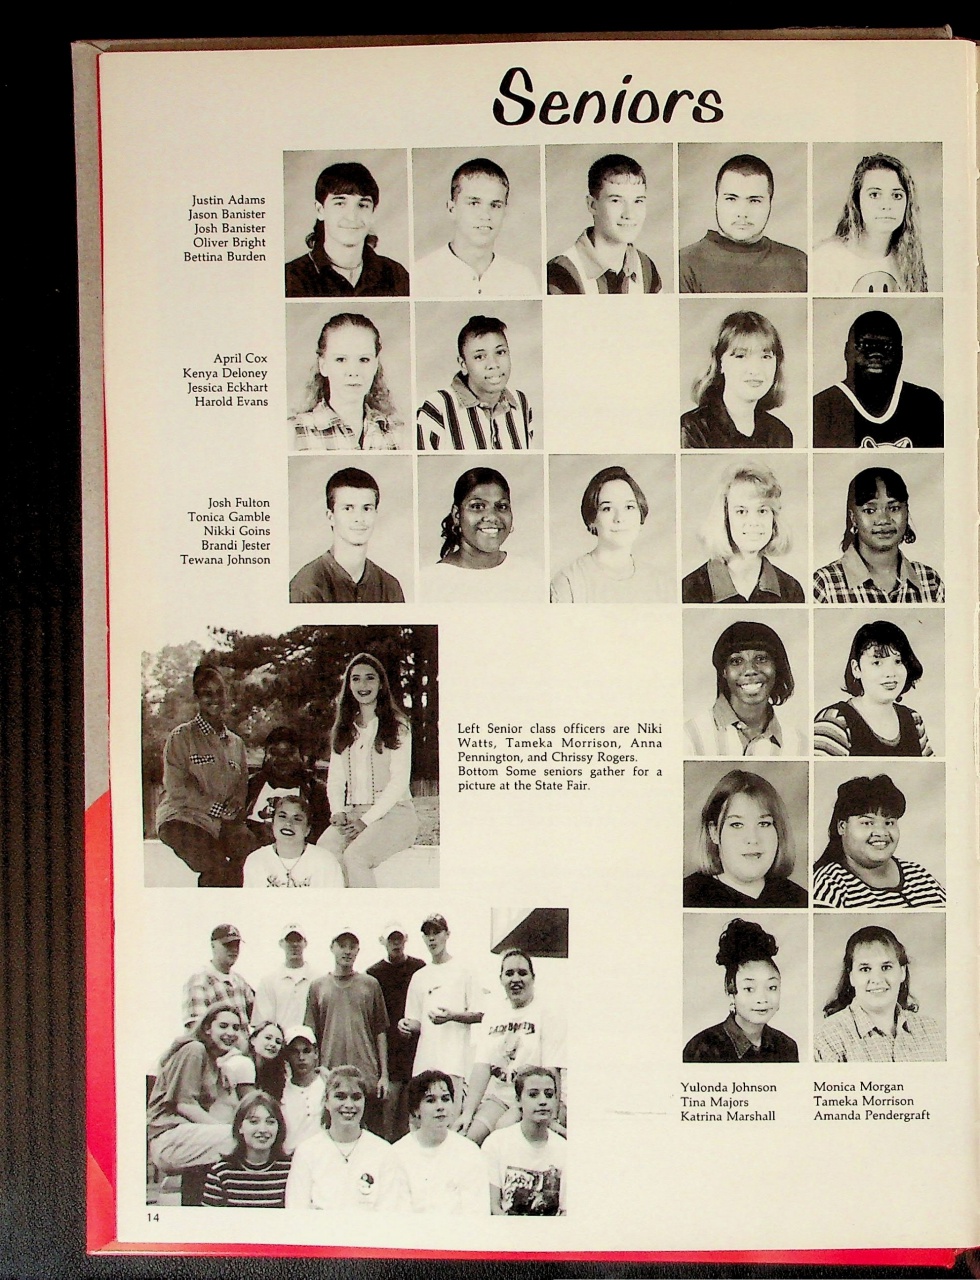 Seniors
Justin Adams
Jason Banister
Josh Banister
Oliver Bright
Bettina Burden
April Cox
Kenya Deloney
Jessica Eckhart
Harold Evans
Josh Fulton
Tonica Gamble
Nikki Goins
Brandi Jester
Tewana Johnson
Left Senior class officers are Niki
Watts, Tameka Morrison, Anna
Pennington, and Chrissy Rogers.
Bottom Some seniors gather for a
picture at the State Fair.
Yulonda Johnson
Tina Majors
Katrina Marshall
Monica Morgan
Tameka Morrison
Amanda Pendergraft
14